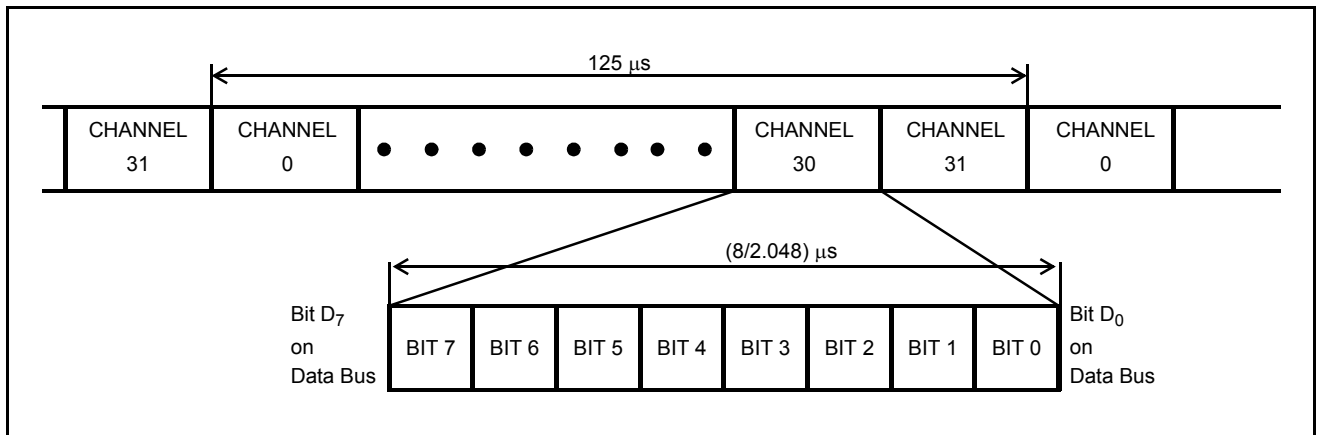 125 μs
CHANNEL
31
CHANNEL
0
CHANNEL
30
CHANNEL
31
CHANNEL
0
(8/2.048) μs
Bit D7
on
Data Bus
BIT 7 BIT 6 BIT 5 BIT 4 BIT 3 BIT 2 BIT 1 BIT 0
Bit D0
on
Data Bus